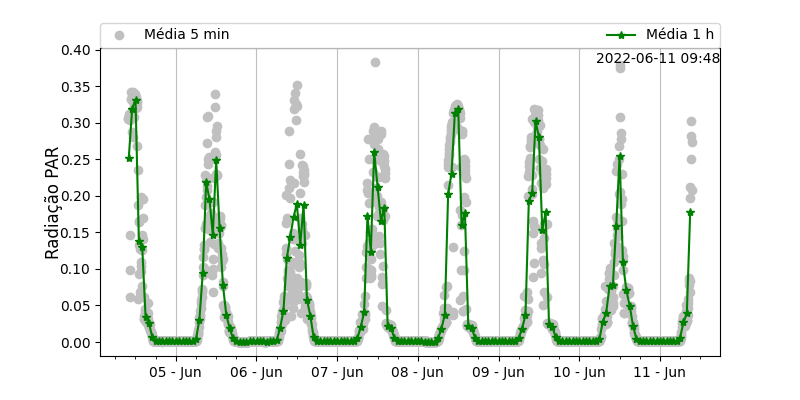 Média 5 min
Média 1 h
2022-06-11 09:48
Radiação PAR
0.40
0.35
0.30
0.25
0.20
0.15
0.10
0.05
0.00
05 - Jun
06 - Jun
07 - Jun
08 - Jun
09 - Jun
10 - Jun
11 - Jun